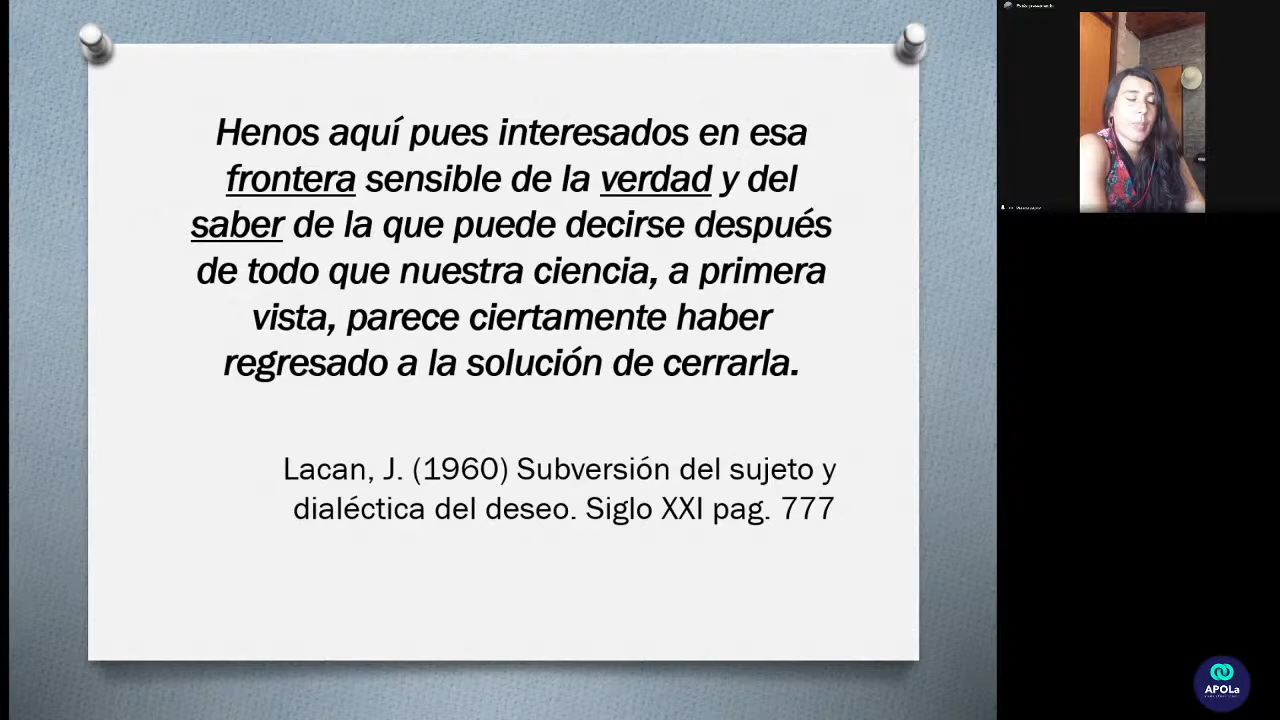 Henos aquí pues interesados en esa
frontera sensible de la verdad y del
saber de la que puede decirse después
de todo que nuestra ciencia, a primera
vista, parece ciertamente haber
regresado a la solución de cerrarla.
Lacan, J. (1960) Subversión del sujeto y
dialéctica del deseo. Siglo XXI pag. 777
APOLa